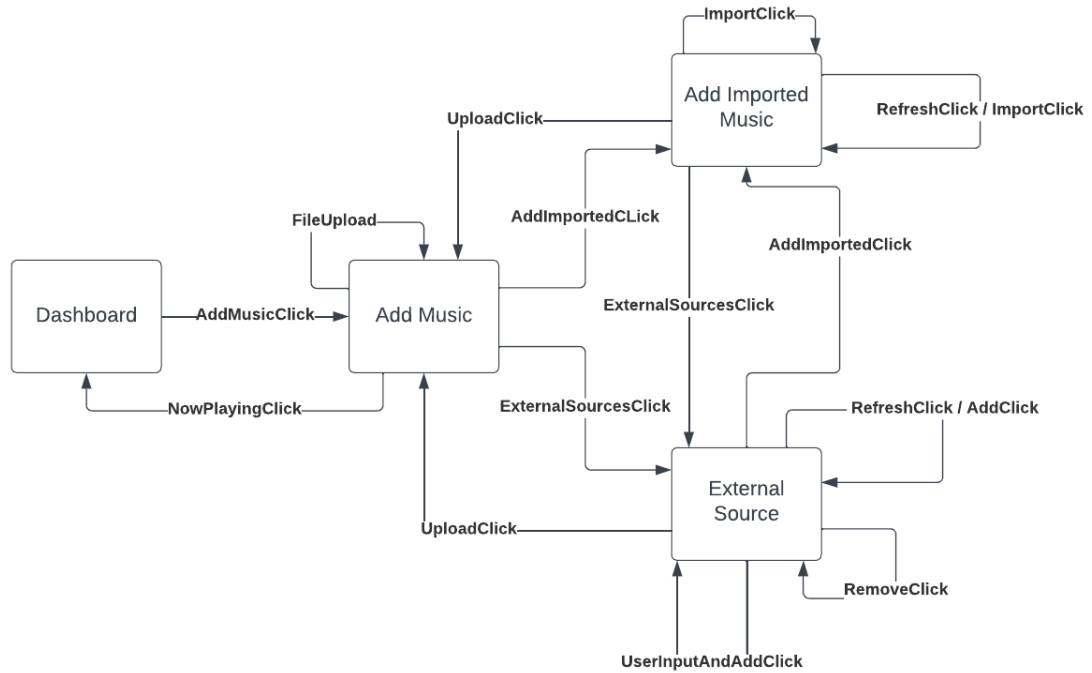 ImportClick
Add Imported
Music
RefreshClick / ImportClick
UploadClick
AddImportedCLick
FileUpload
AddImportedClick
ExternalSourcesClick
Dashboard
AddMusicClick
Add Music
NowPlayingClick
ExternalSourcesClick
RefreshClick / AddClick
External
Source
UploadClick
RemoveClick
UserInputAndAddClick